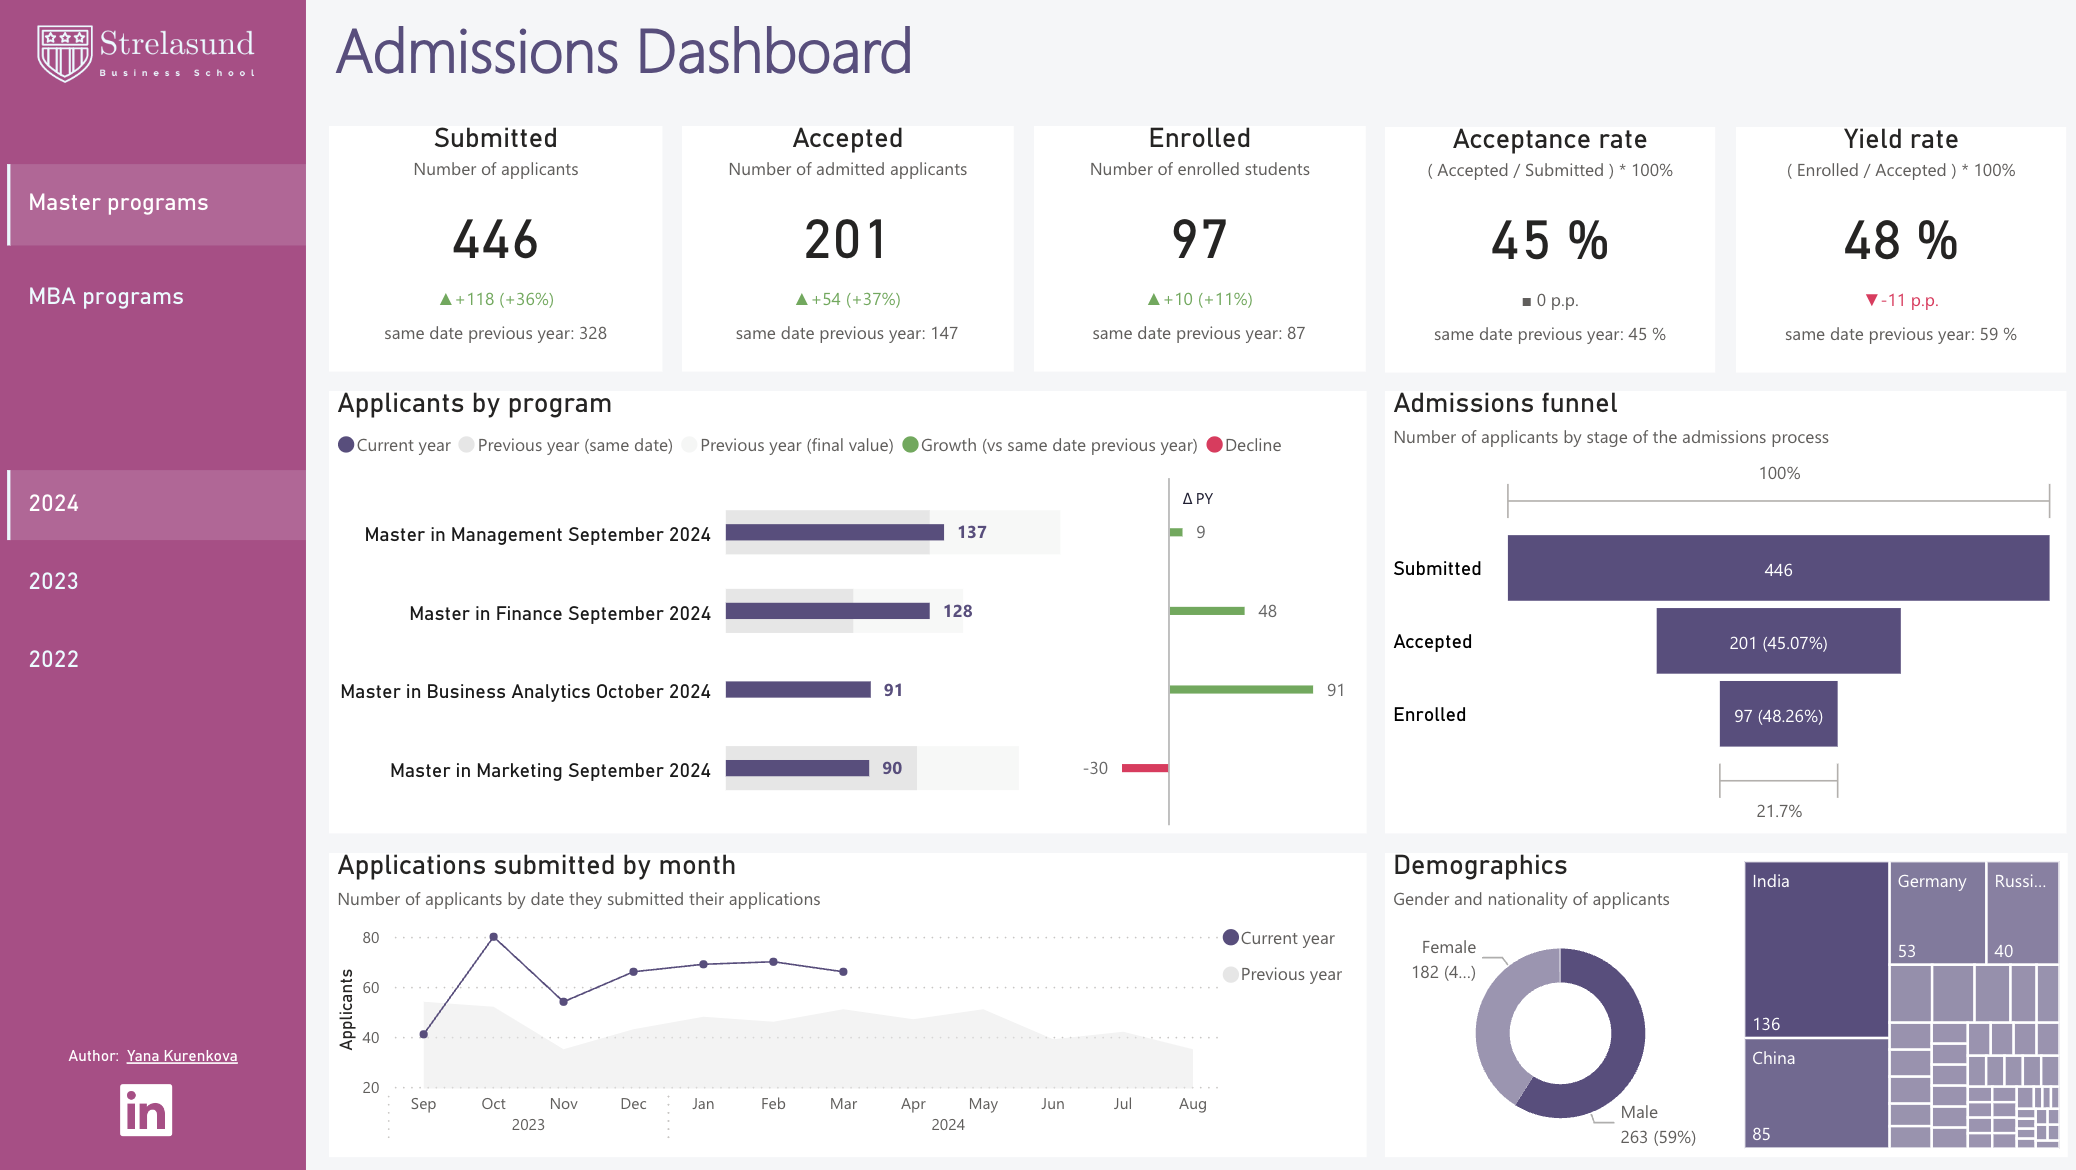 Strelasund
Business School
Master programs
MBA programs
2024
2023
2022
Author: Yana Kurenkova
in
Admissions Dashboard
Submitted
Number of applicants
446
▲+118 (+36%)
same date previous year: 328
Accepted
Number of admitted applicants
201
▲+54 (+37%)
same date previous year: 147
Enrolled
Number of enrolled students
97
▲+10 (+11%)
same date previous year: 87
Acceptance rate
( Accepted / Submitted ) * 100%
45 %
■ 0 p.p.
same date previous year: 45 %
Yield rate
( Enrolled / Accepted ) * 100%
48 %
▼-11 p.p.
same date previous year: 59 %
Applicants by program
Current year Previous year (same date) Previous year (final value) Growth (vs same date previous year) Decline
Δ PY
Master in Management September 2024 137 9
Master in Finance September 2024 128 48
Master in Business Analytics October 2024 91 91
Master in Marketing September 2024 90 -30
Admissions funnel
Number of applicants by stage of the admissions process
100%
Submitted 446
Accepted 201 (45.07%)
Enrolled 97 (48.26%)
21.7%
Applications submitted by month
Number of applicants by date they submitted their applications
Current year
Previous year
Applicants
80
60
40
20
Sep Oct Nov Dec Jan Feb Mar Apr May Jun Jul Aug
2023 2024
Demographics
Gender and nationality of applicants
Female
182 (4...)
Male
263 (59%)
India
136
China
85
Germany
53
Russi...
40